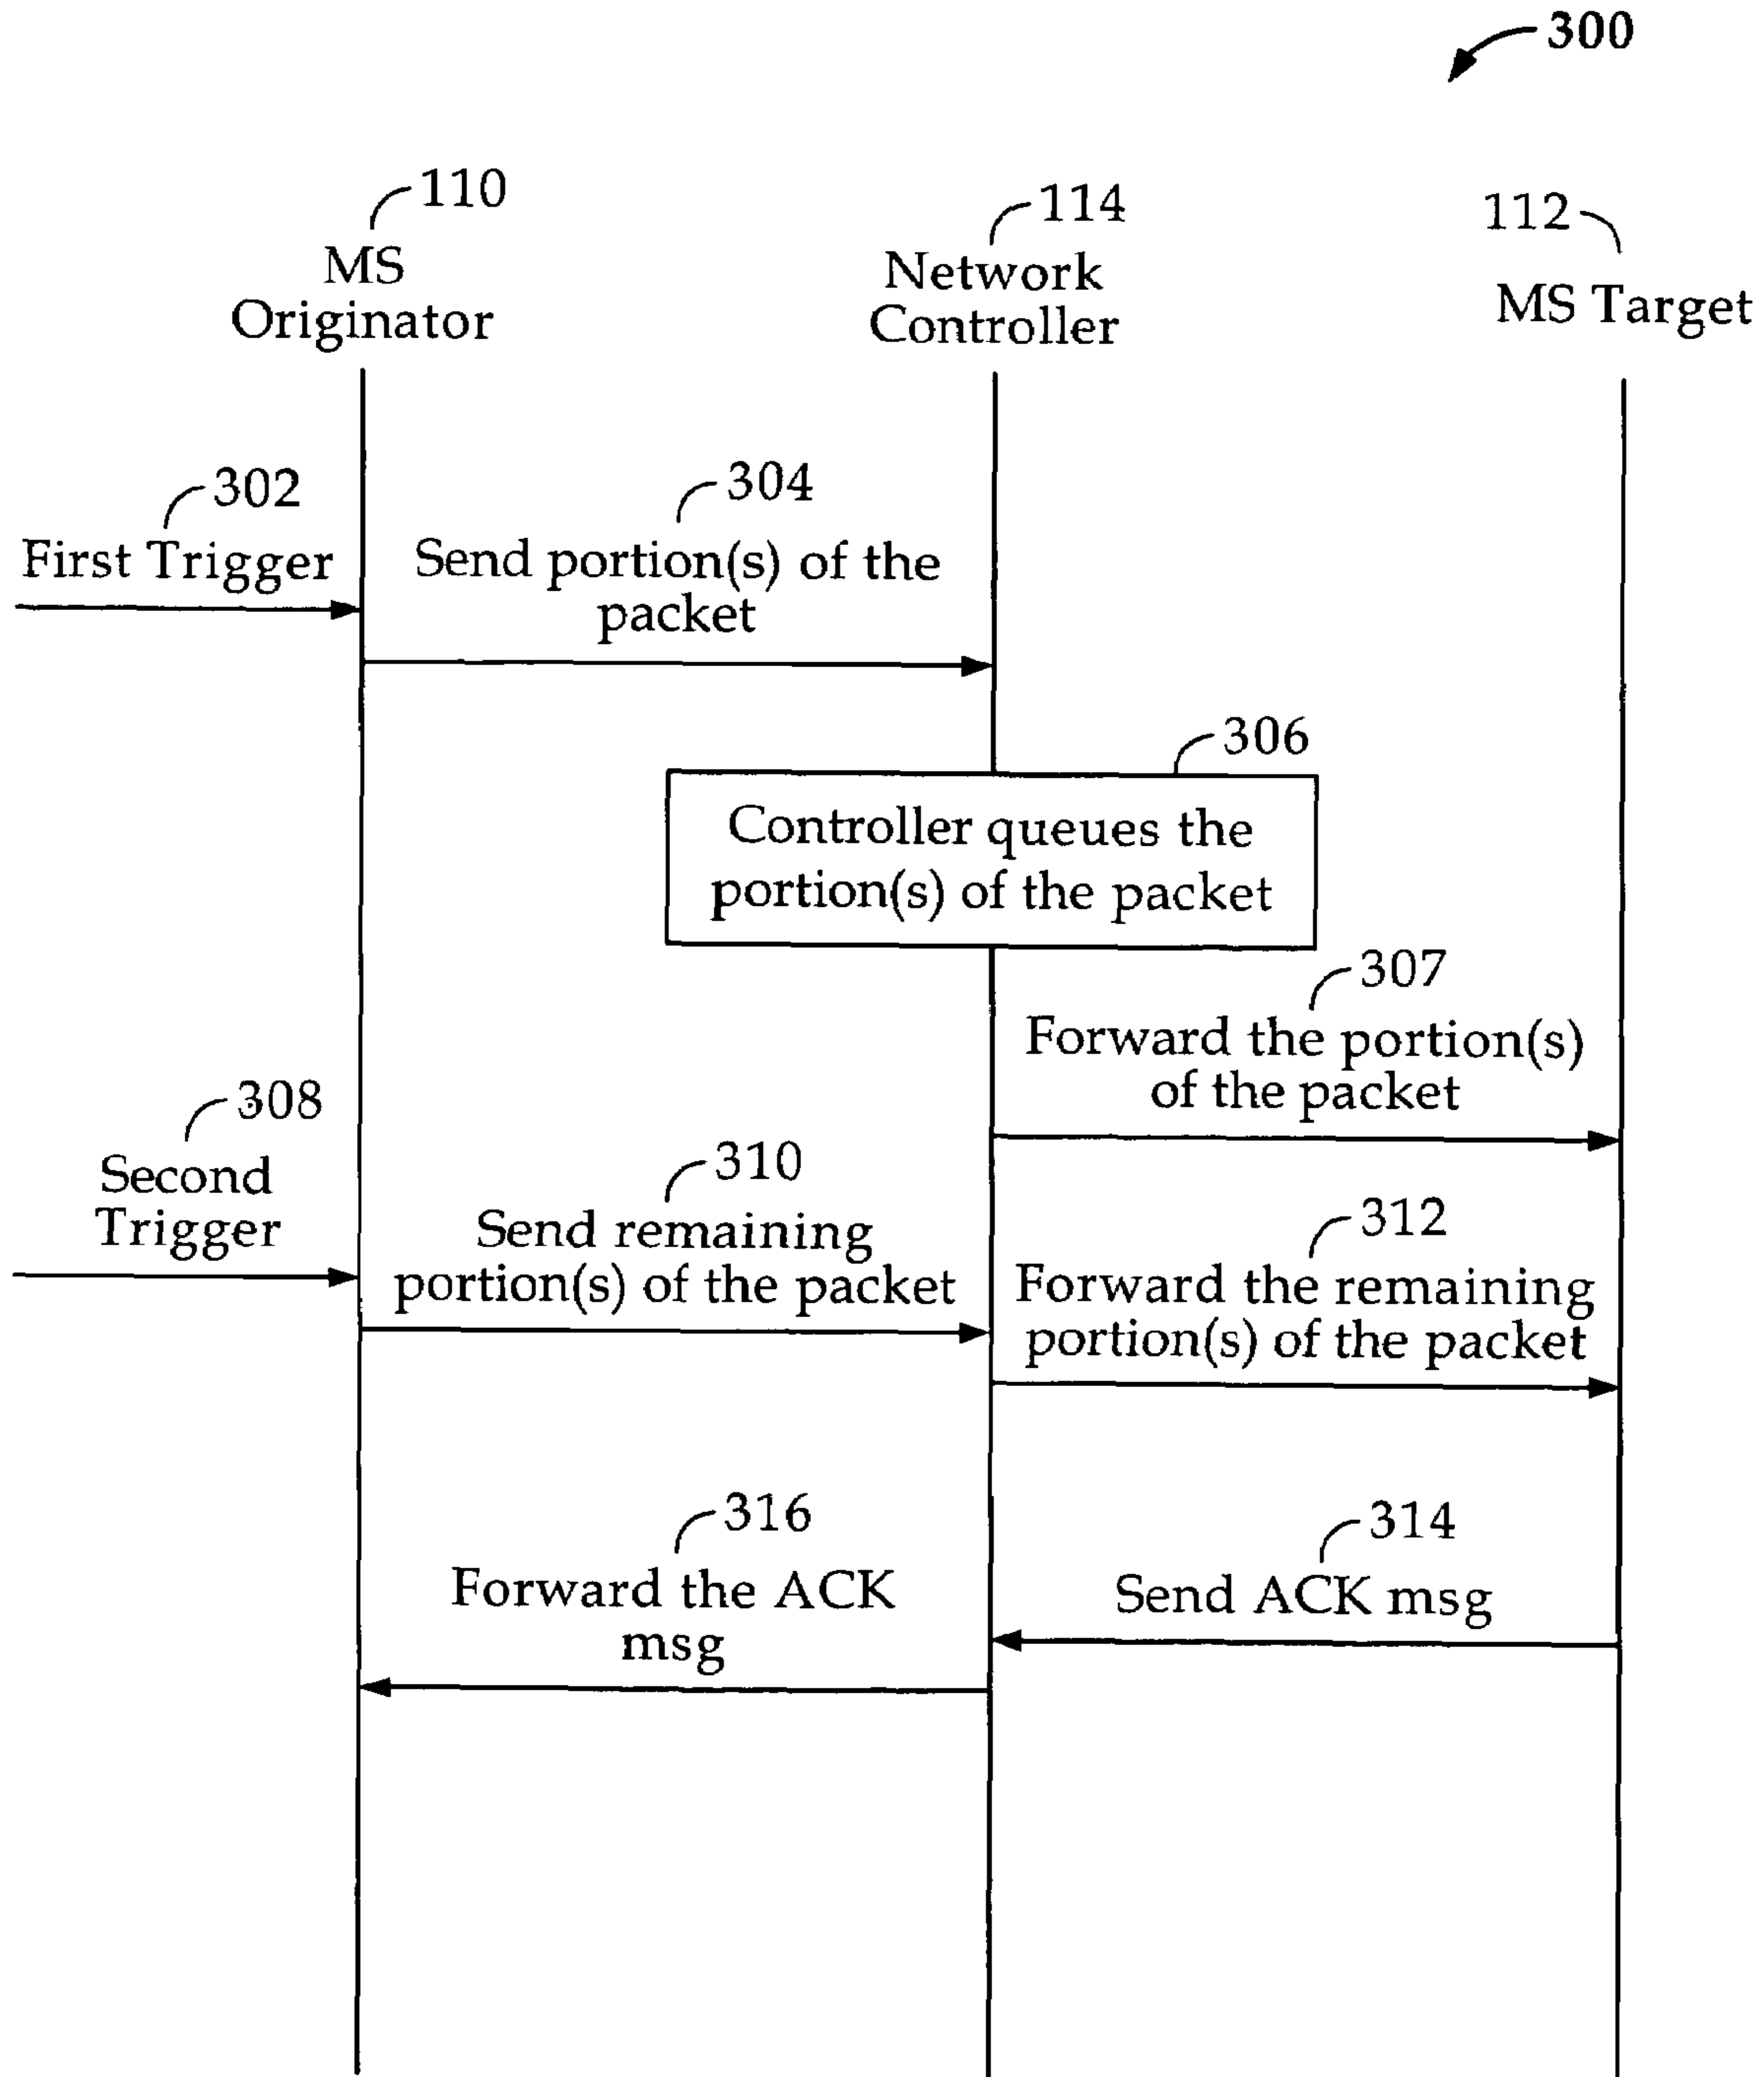 300
110
MS
Originator
114
Network
Controller
112
MS Target
302
First Trigger
304
Send portion(s) of the
packet
306
Controller queues the
portion(s) of the packet
307
Forward the portion(s)
of the packet
308
Second
Trigger
310
Send remaining
portion(s) of the packet
312
Forward the remaining
portion(s) of the packet
316
Forward the ACK
msg
314
Send ACK msg